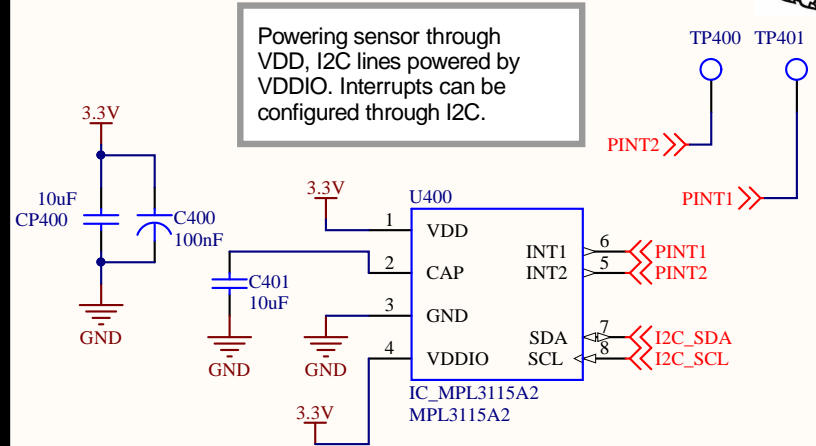 Powering sensor through
VDD, I2C lines powered by
VDDIO. Interrupts can be
configured through I2C.
TP400 TP401
PINT2
PINT1
3.3V
10uF
CP400
C400
100nF
GND
3.3V
U400
1 VDD
2 CAP
3 GND
4 VDDIO
INT1 6 PINT1
INT2 5 PINT2
SDA 7 I2C_SDA
SCL 8 I2C_SCL
C401
10uF
GND
GND
3.3V
IC_MPL3115A2
MPL3115A2